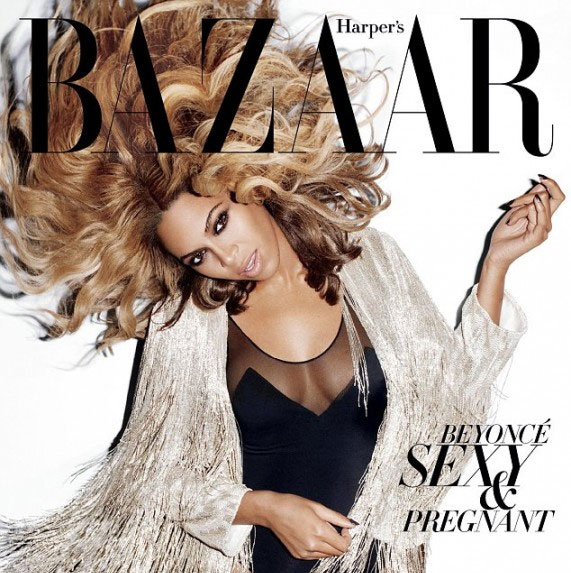 Harper's
BAZAAR
BEYONCÉ
SEXY
&
PREGNANT